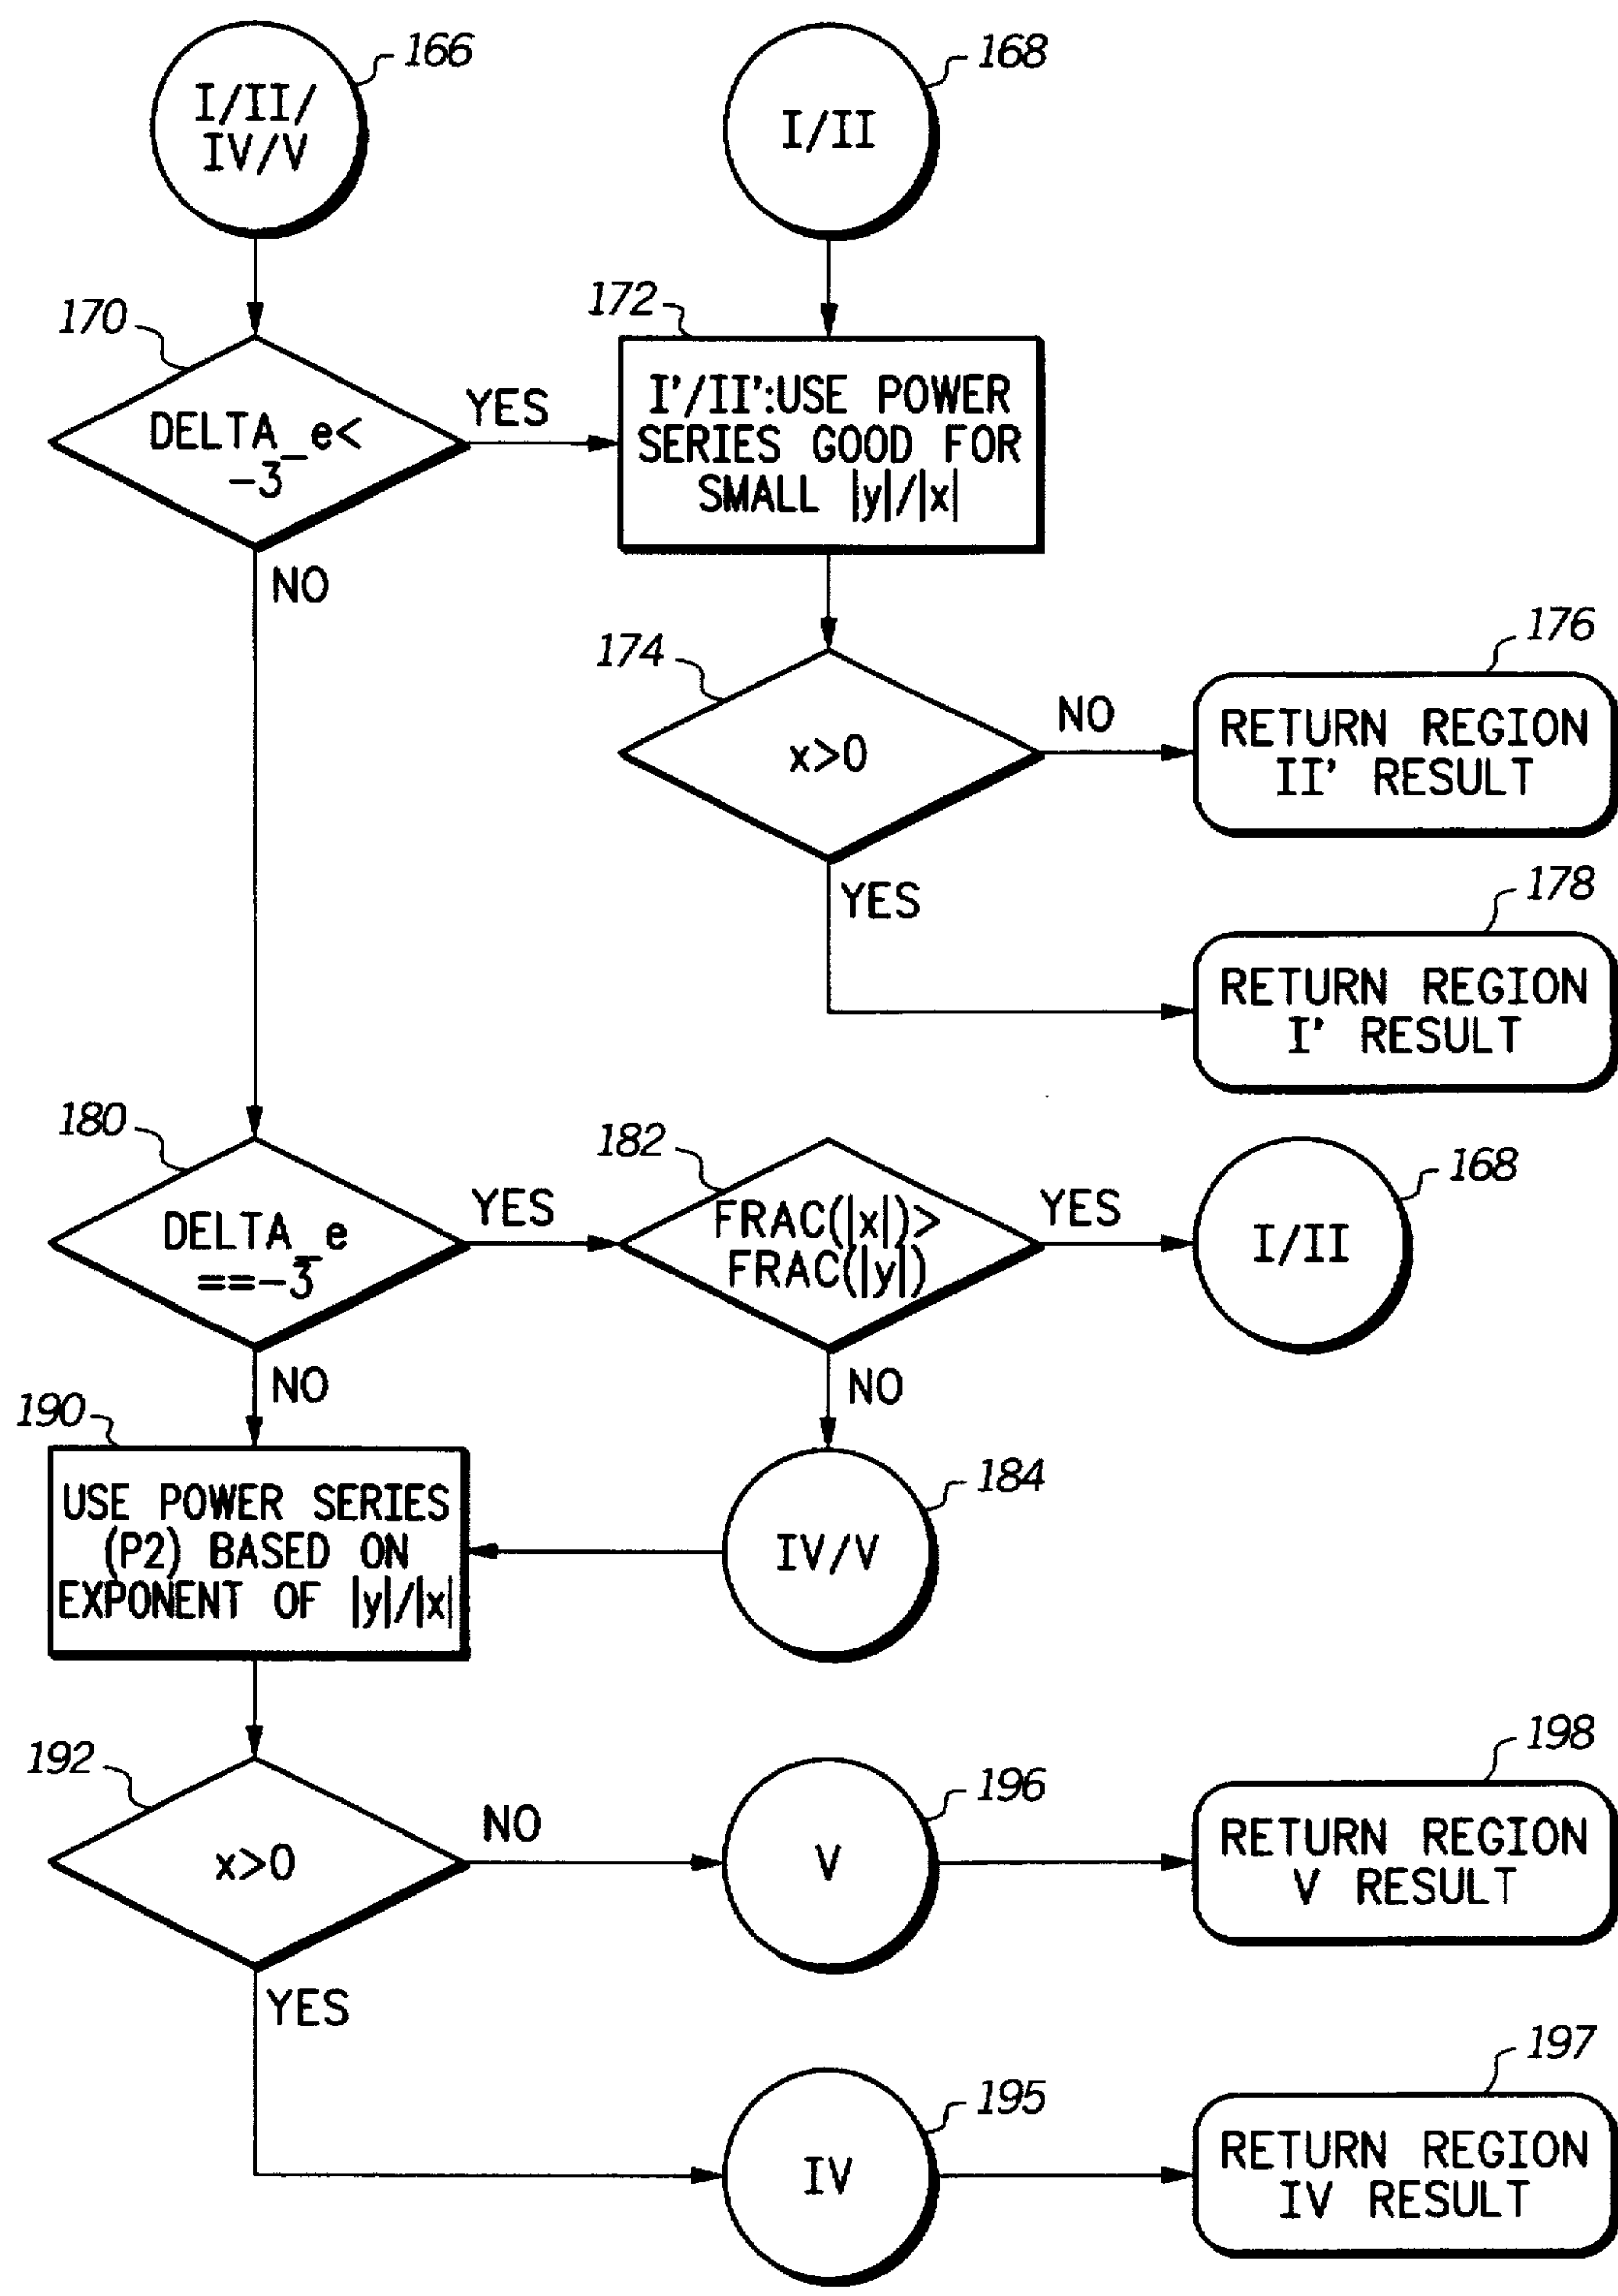 166
I/II/
IV/V
168
I/II
170
DELTA_e<
-3
YES
NO
172
I'/II':USE POWER
SERIES GOOD FOR
SMALL |y|/|x|
174
x>0
NO
YES
176
RETURN REGION
II' RESULT
178
RETURN REGION
I' RESULT
180
DELTA_e
==-3
YES
NO
182
FRAC(|x|)>
FRAC(|y|)
YES
NO
168
I/II
184
IV/V
190
USE POWER SERIES
(P2) BASED ON
EXPONENT OF |y|/|x|
192
x>0
NO
YES
196
V
198
RETURN REGION
V RESULT
195
IV
197
RETURN REGION
IV RESULT